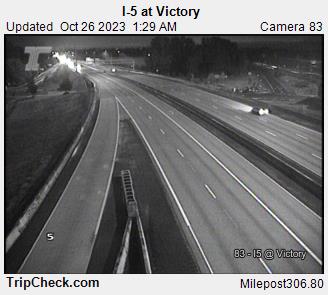 I-5 at Victory
Updated Oct 26 2023 1:29 AM Camera 83
T
S
83 - I5 @ Victory
TripCheck.com Milepost306.80